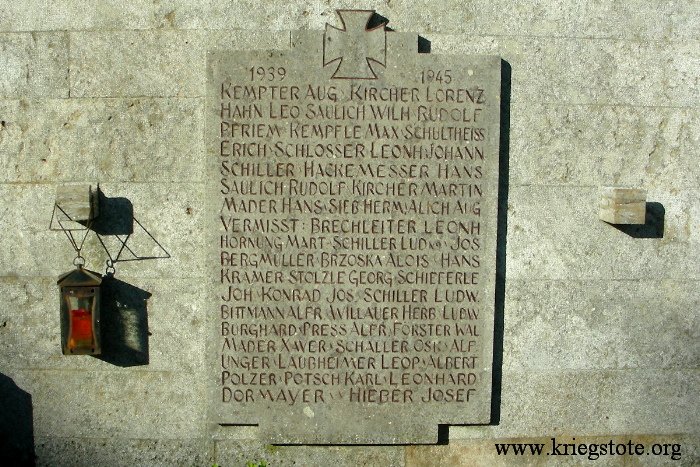 1939 1945
KEMPTER AUG · KIRCHER LORENZ
HAHN LEO · SAULICH WILH · RUDOLF
PFRIEM · KEMPFLE MAX · SCHULTHEISS
ERICH · SCHLOSSER LEONH · JOHANN
SCHILLER · HACKEMESSER HANS
SAULICH RUDOLF · KIRCHER MARTIN
MADER HANS · SIEB HERM · ALICH AUG
VERMISST: BRECHLEITER LEONH
HORNUNG MART · SCHILLER LUDW · JOS
BERGMÜLLER · BRZOSKA ALOIS · HANS
KRAMER · STOLZLE GEORG · SCHIEFERLE
JOH · KONRAD JOS · SCHILLER LUDW
BITTMANN ALFR · WILLAUER HERB · LUDW
BURGHARD · PRESS ALFR · FORSTER WAL
MADER XAVER · SCHALLER OSK · ALF
UNGER · LAUBHEIMER LEOP · ALBERT
POLZER · POTSCH KARL · LEONHARD
DORMAYER · HIEBER JOSEF
www.kriegstote.org